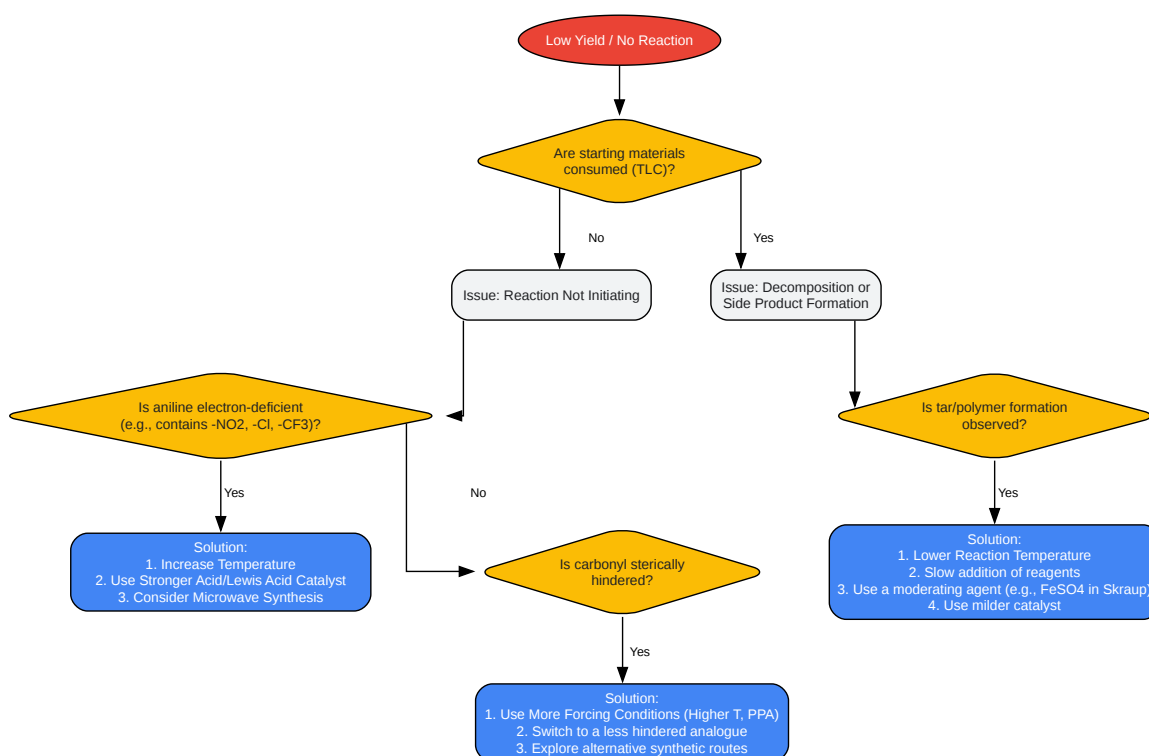 Low Yield / No Reaction
Are starting materials
consumed (TLC)?
No
Yes
Issue: Reaction Not Initiating
Issue: Decomposition or
Side Product Formation
Is aniline electron-deficient
(e.g., contains -NO2, -Cl, -CF3)?
Is tar/polymer formation
observed?
Yes
No
Yes
Solution:
1. Increase Temperature
2. Use Stronger Acid/Lewis Acid Catalyst
3. Consider Microwave Synthesis
Is carbonyl sterically
hindered?
Solution:
1. Lower Reaction Temperature
2. Slow addition of reagents
3. Use a moderating agent (e.g., FeSO4 in Skraup)
4. Use milder catalyst
Yes
Solution:
1. Use More Forcing Conditions (Higher T, PPA)
2. Switch to a less hindered analogue
3. Explore alternative synthetic routes